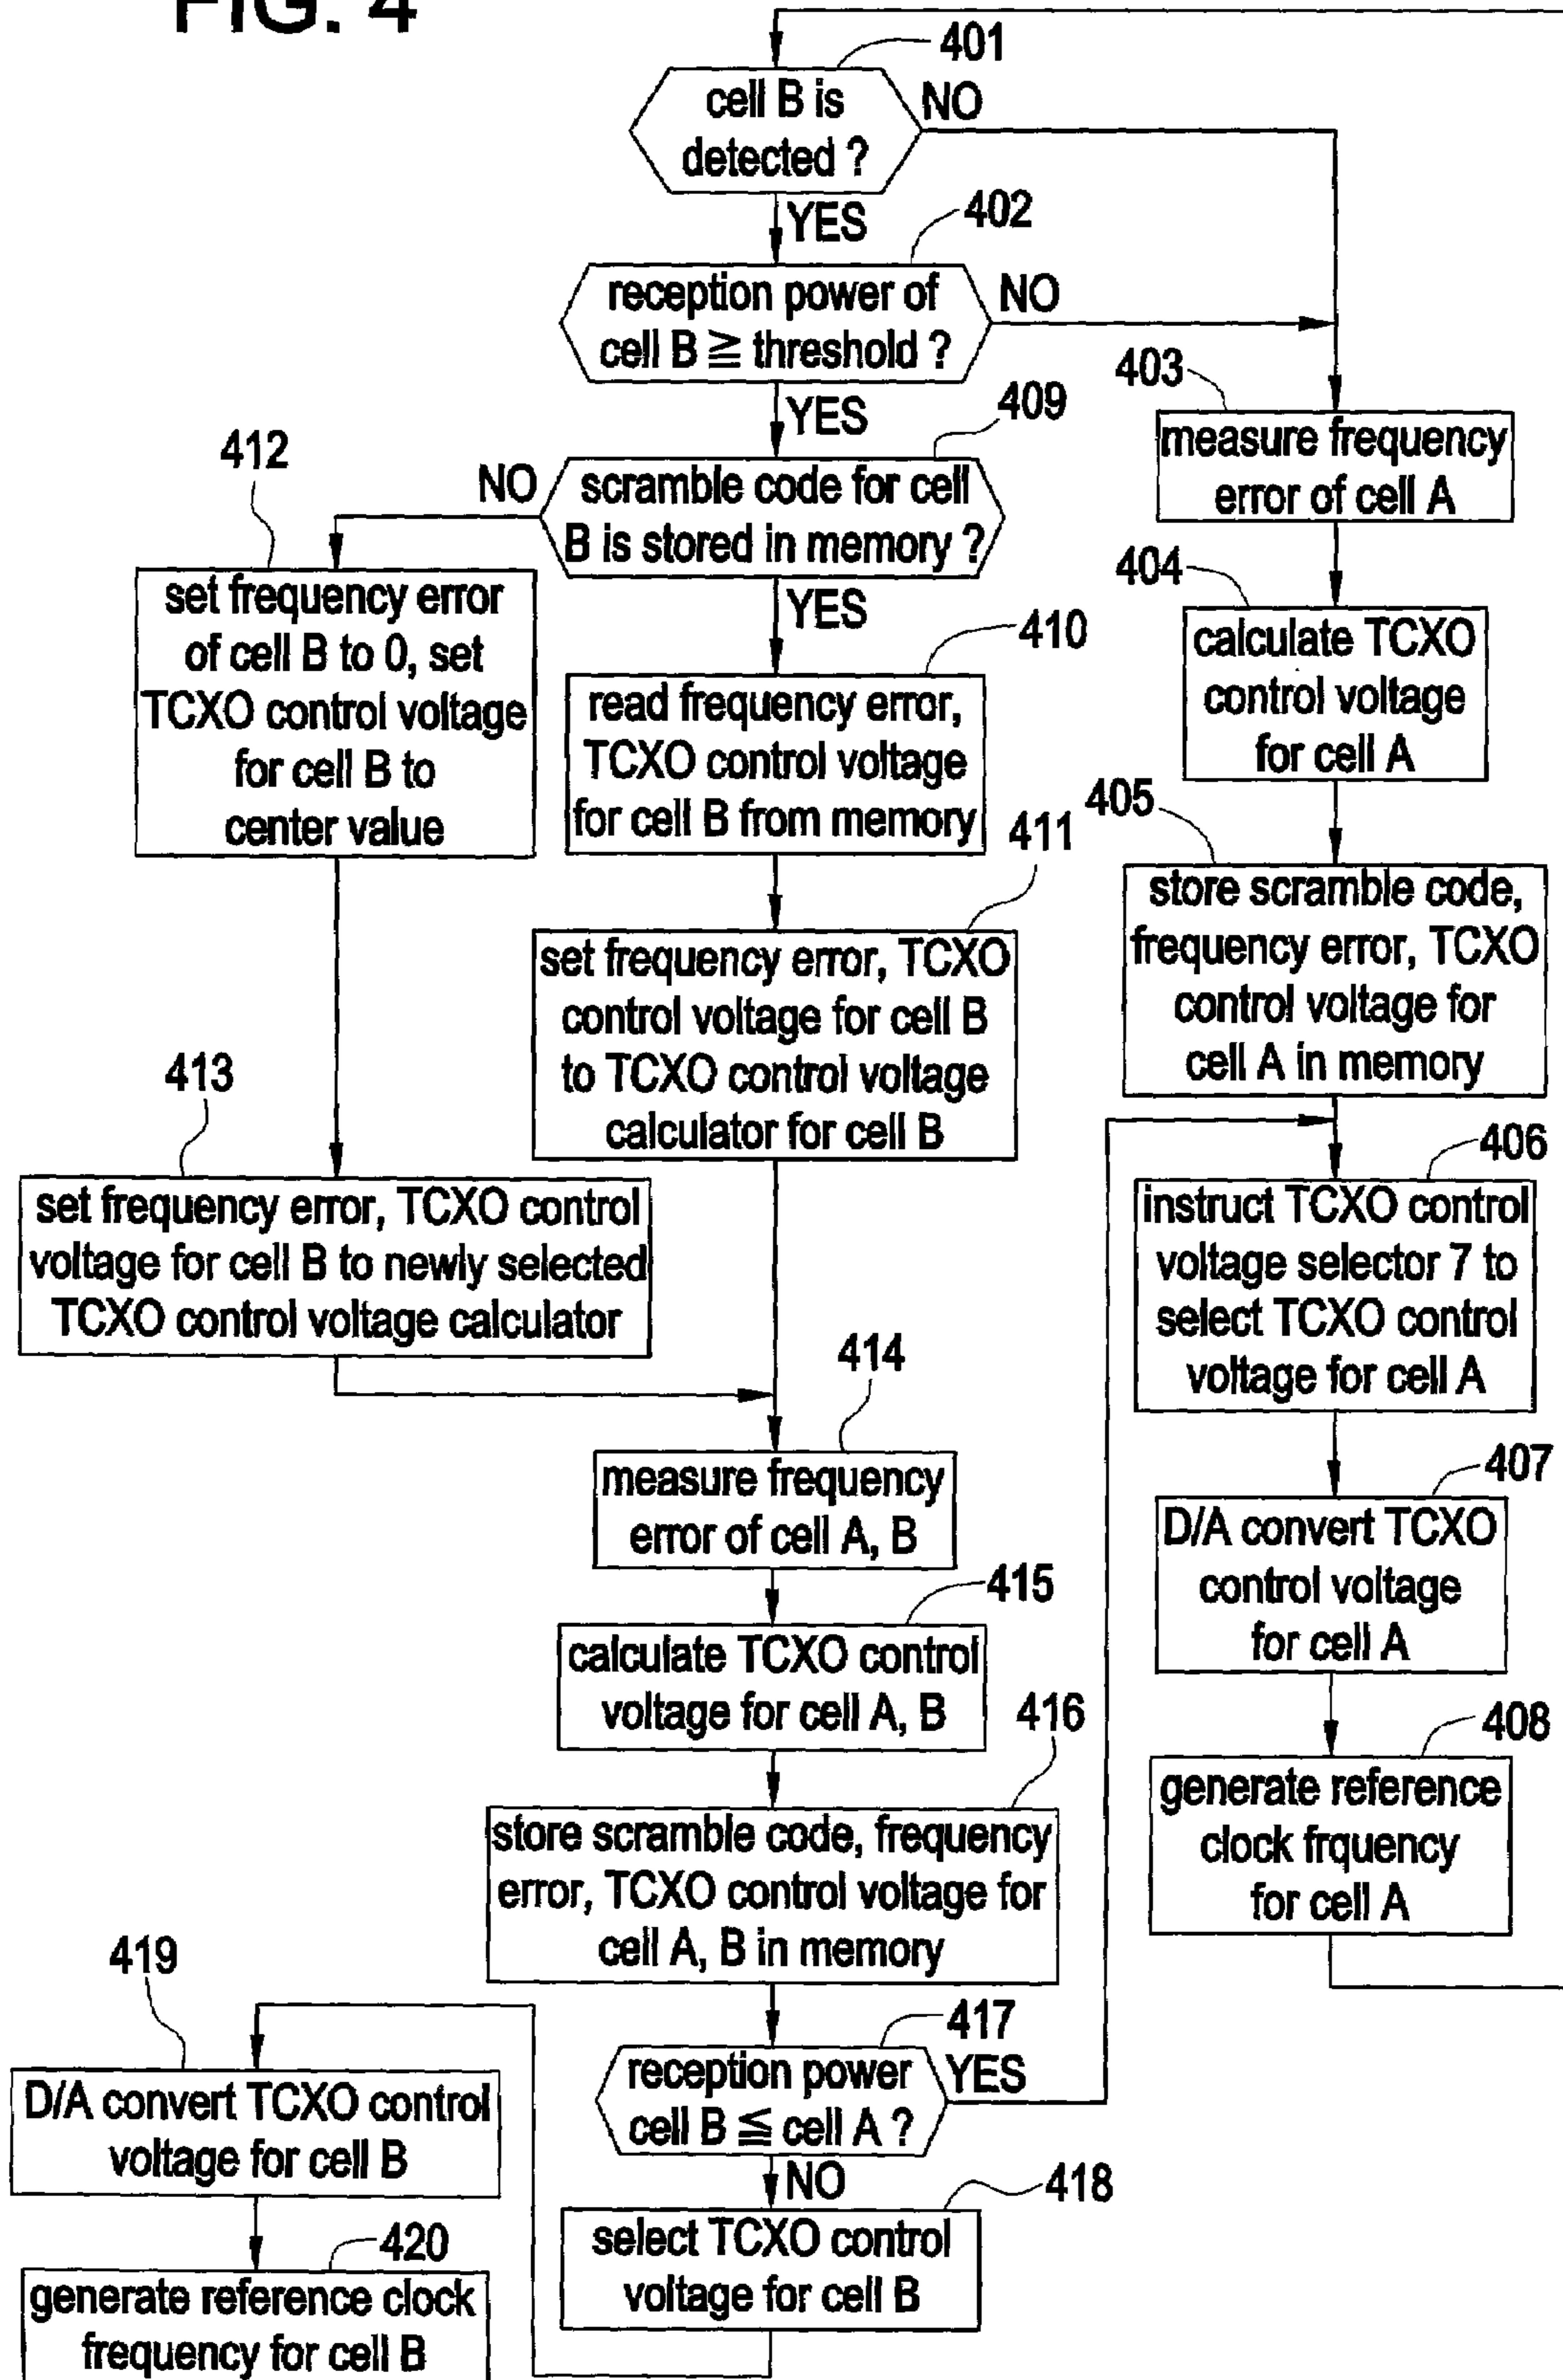 FIG. 4
401
cell B is
detected ?
NO
YES
402
reception power of
cell B ≧ threshold ?
NO
YES
403
measure frequency
error of cell A
404
calculate TCXO
control voltage
for cell A
405
store scramble code,
frequency error, TCXO
control voltage for
cell A in memory
406
instruct TCXO control
voltage selector 7 to
select TCXO control
voltage for cell A
407
D/A convert TCXO
control voltage
for cell A
408
generate reference
clock frquency
for cell A
409
scramble code for cell
B is stored in memory ?
NO
YES
410
read frequency error,
TCXO control voltage
for cell B from memory
411
set frequency error, TCXO
control voltage for cell B
to TCXO control voltage
calculator for cell B
412
set frequency error
of cell B to 0, set
TCXO control voltage
for cell B to
center value
413
set frequency error, TCXO control
voltage for cell B to newly selected
TCXO control voltage calculator
414
measure frequency
error of cell A, B
415
calculate TCXO control
voltage for cell A, B
416
store scramble code, frequency
error, TCXO control voltage for
cell A, B in memory
417
reception power
cell B ≦ cell A ?
YES
NO
418
select TCXO control
voltage for cell B
419
D/A convert TCXO control
voltage for cell B
420
generate reference clock
frequency for cell B